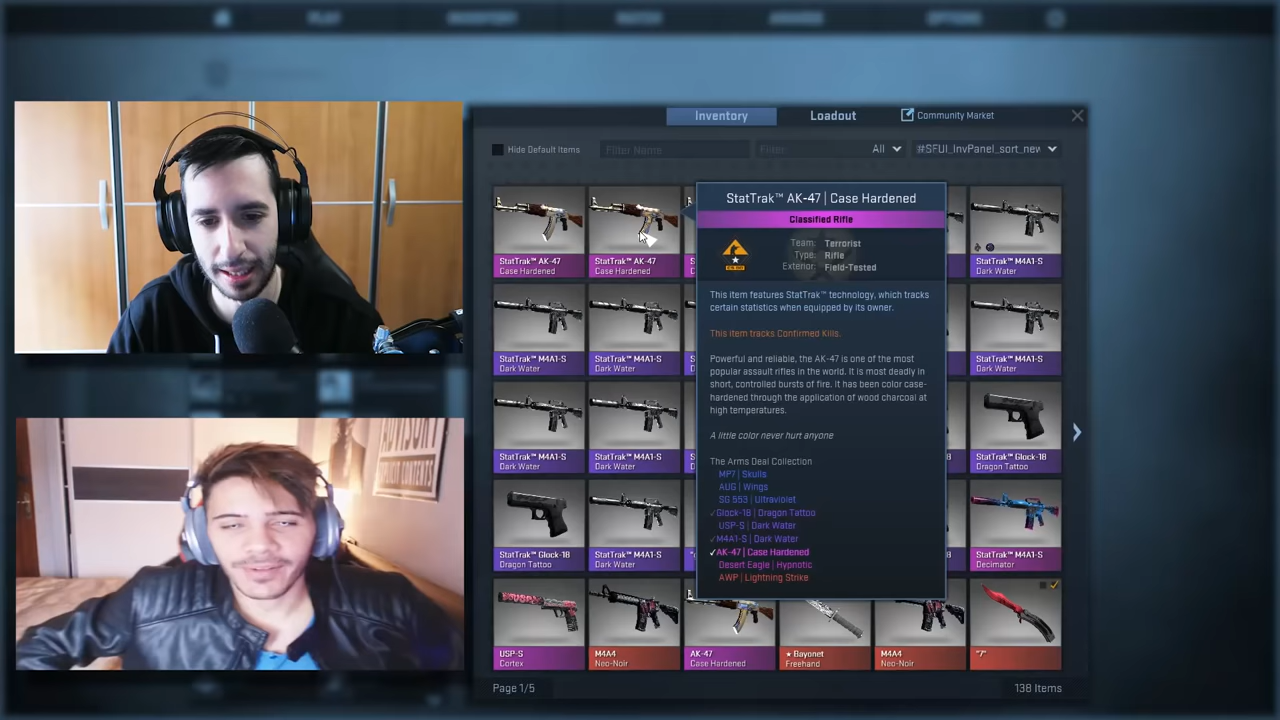 PLAY
INVENTORY
WATCH
AWARDS
OPTIONS
Inventory
Loadout
Community Market
Hide Default Items
Filter Name
Filter:
All
#SFUI_InvPanel_sort_new
StatTrak™ AK-47
Case Hardened
StatTrak™ AK-47
Case Hardened
StatTrak™ M4A1-S
Dark Water
StatTrak™ AK-47 | Case Hardened
Classified Rifle
Team: Terrorist
Type: Rifle
Exterior: Field-Tested
This item features StatTrak™ technology, which tracks
certain statistics when equipped by its owner.
This item tracks Confirmed Kills.
Powerful and reliable, the AK-47 is one of the most
popular assault rifles in the world. It is most deadly in
short, controlled bursts of fire. It has been color case-
hardened through the application of wood charcoal at
high temperatures.
A little color never hurt anyone
The Arms Deal Collection
MP7 | Skulls
AUG | Wings
SG 553 | Ultraviolet
✓Glock-18 | Dragon Tattoo
USP-S | Dark Water
✓M4A1-S | Dark Water
✓AK-47 | Case Hardened
Desert Eagle | Hypnotic
AWP | Lightning Strike
StatTrak™ M4A1-S
Dark Water
StatTrak™ M4A1-S
Dark Water
StatTrak™ M4A1-S
Dark Water
StatTrak™ M4A1-S
Dark Water
StatTrak™ M4A1-S
Dark Water
StatTrak™ Glock-18
Dragon Tattoo
StatTrak™ Glock-18
Dragon Tattoo
StatTrak™ M4A1-S
Dark Water
StatTrak™ M4A1-S
Decimator
USP-S
Cortex
M4A4
Neo-Noir
AK-47
Case Hardened
★ Bayonet
Freehand
M4A4
Neo-Noir
"7"
Page 1/5
138 Items